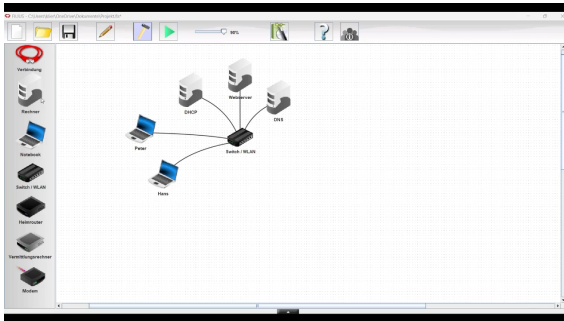 90%
Verbindung
Rechner
Notebook
Switch / WLAN
Heimrouter
Vermittlungsrechner
Modem
Webserver
DHCP
DNS
Peter
Switch / WLAN
Hans